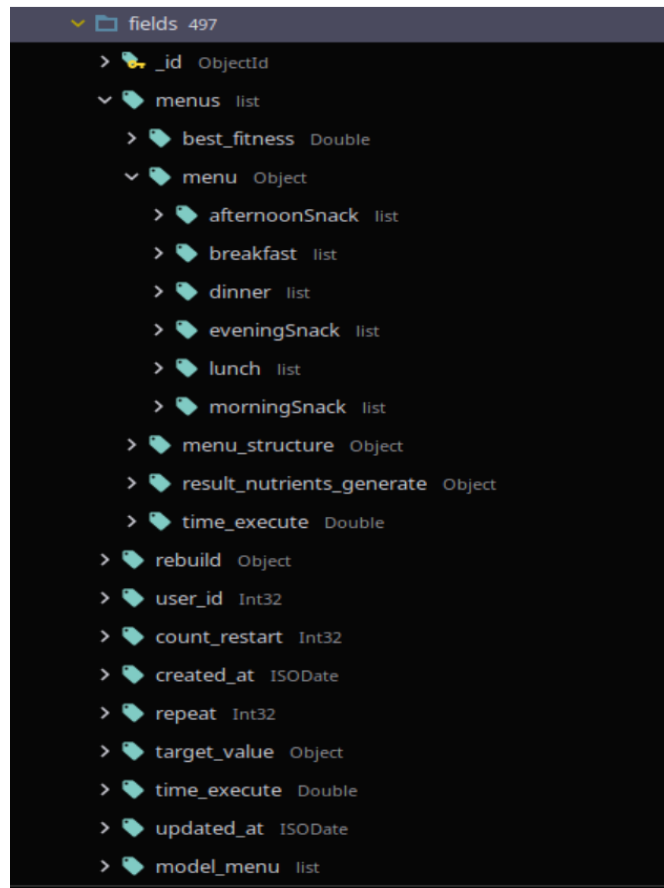 fields 497
_id ObjectId
menus list
best_fitness Double
menu Object
afternoonSnack list
breakfast list
dinner list
eveningSnack list
lunch list
morningSnack list
menu_structure Object
result_nutrients_generate Object
time_execute Double
rebuild Object
user_id Int32
count_restart Int32
created_at ISODate
repeat Int32
target_value Object
time_execute Double
updated_at ISODate
model_menu list